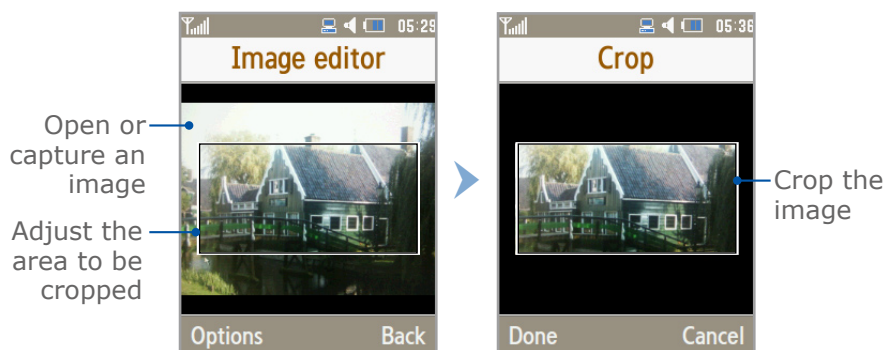 05:29
Image editor
Open or
capture an
image
Adjust the
area to be
cropped
Options Back
05:36
Crop
Crop the
image
Done Cancel